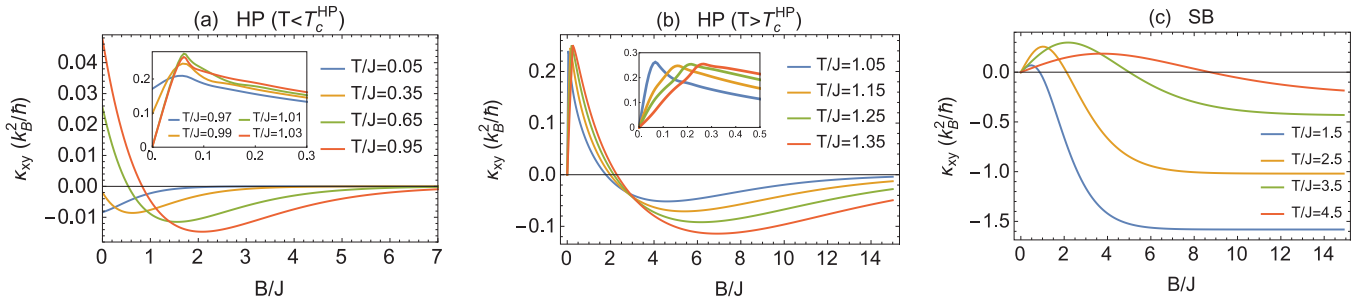 (a) HP (T<T_c^HP)
κxy (k_B^2/ℏ)
0.04
0.03
0.02
0.01
0.00
−0.01
0
1
2
3
4
5
6
7
B/J
T/J=0.05
T/J=0.35
T/J=0.65
T/J=0.95
0.2
0.1
0
0.
0.1
0.2
0.3
T/J=0.97 T/J=1.01
T/J=0.99 T/J=1.03
(b) HP (T>T_c^HP)
κxy (k_B^2/ℏ)
0.2
0.1
0.0
−0.1
0
2
4
6
8
10
12
14
B/J
T/J=1.05
T/J=1.15
T/J=1.25
T/J=1.35
0.3
0.2
0.1
0
0.0
0.1
0.2
0.3
0.4
0.5
(c) SB
κxy (k_B^2/ℏ)
0.0
−0.5
−1.0
−1.5
0
2
4
6
8
10
12
14
B/J
T/J=1.5
T/J=2.5
T/J=3.5
T/J=4.5